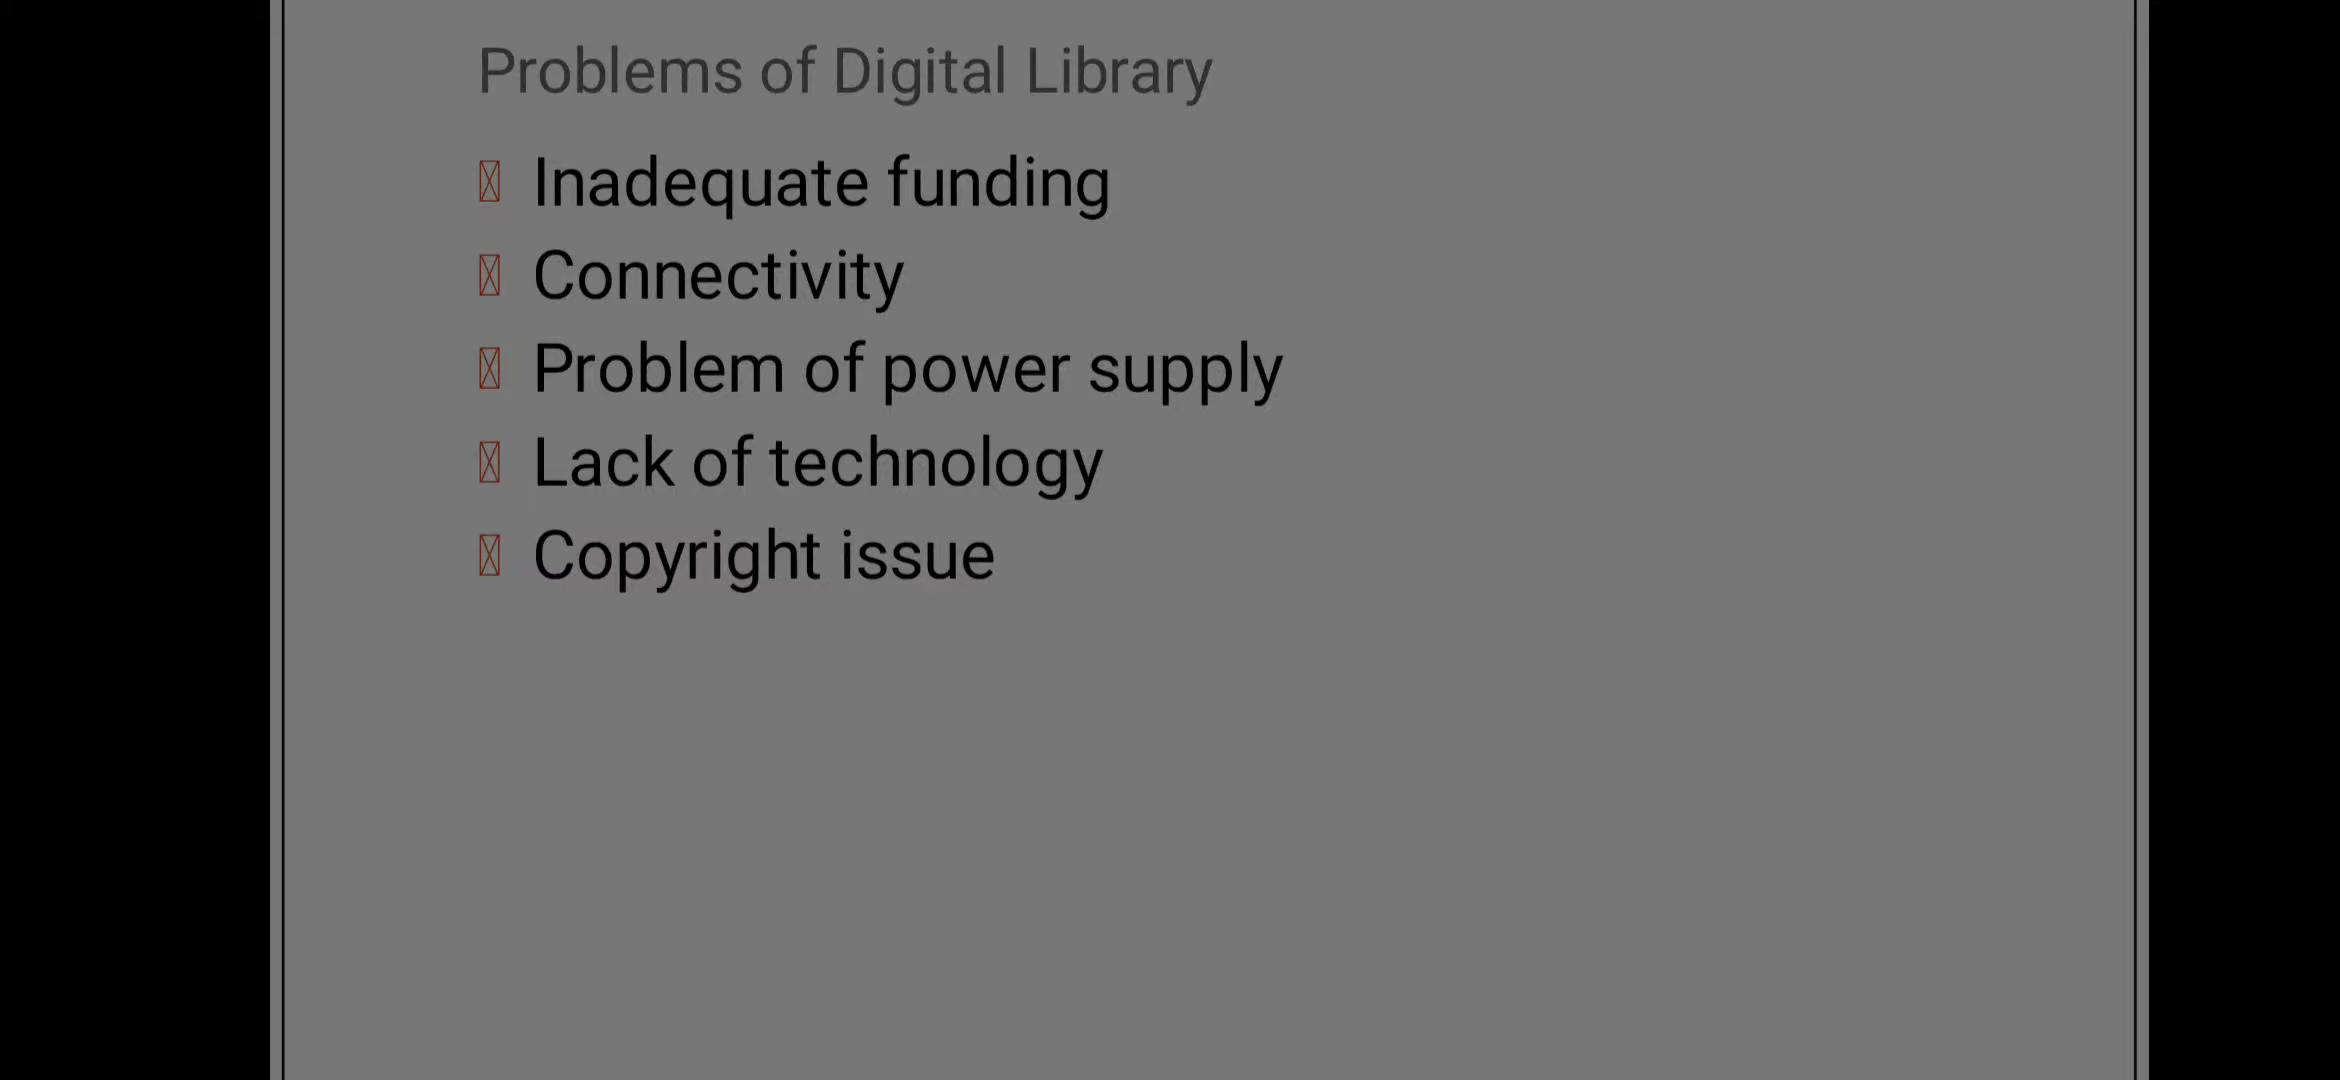 Problems of Digital Library
Inadequate funding
Connectivity
Problem of power supply
Lack of technology
Copyright issue